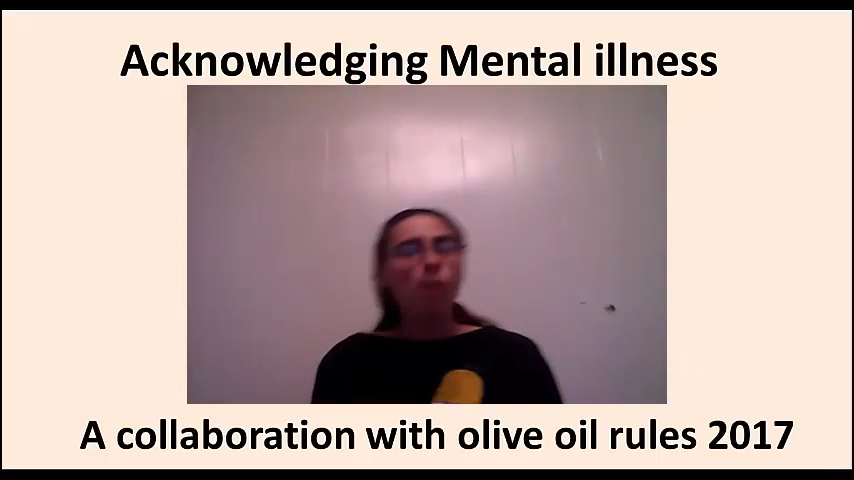 Acknowledging Mental illness
A collaboration with olive oil rules 2017